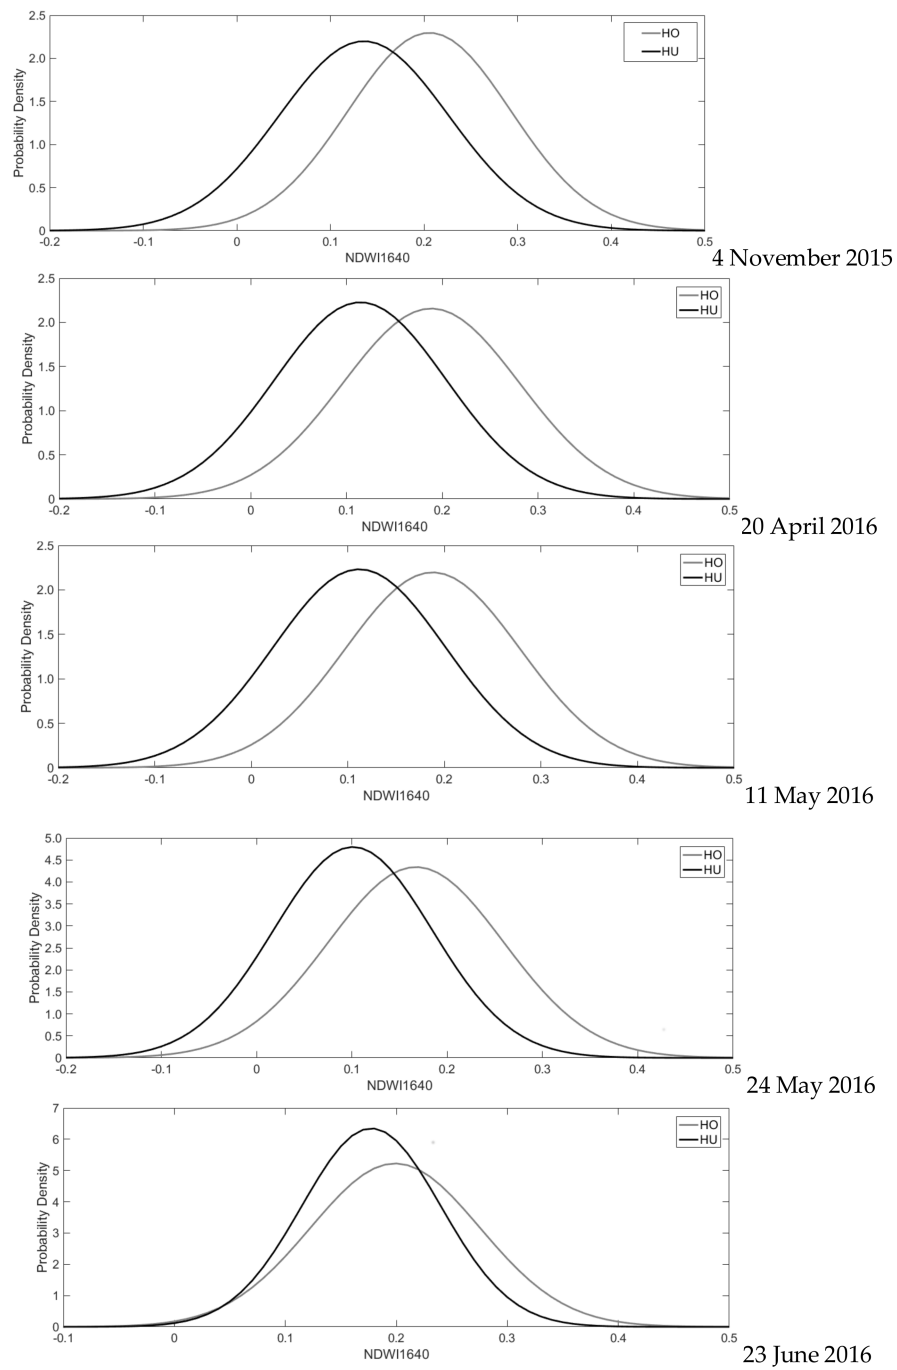 2.5
2.0
1.5
1.0
0.5
0
Probability Density
HO
HU
-0.2 -0.1 0 0.1 0.2 0.3 0.4 0.5
NDWI1640
4 November 2015
2.5
2.0
1.5
1.0
0.5
0
Probability Density
HO
HU
-0.2 -0.1 0 0.1 0.2 0.3 0.4 0.5
NDWI1640
20 April 2016
2.5
2.0
1.5
1.0
0.5
0
Probability Density
HO
HU
-0.2 -0.1 0 0.1 0.2 0.3 0.4 0.5
NDWI1640
11 May 2016
5.0
4.5
4.0
3.5
3.0
2.5
2.0
1.5
1.0
0.5
0
Probability Density
HO
HU
-0.2 -0.1 0 0.1 0.2 0.3 0.4 0.5
NDWI1640
24 May 2016
7
6
5
4
3
2
1
0
Probability Density
HO
HU
-0.1 0 0.1 0.2 0.3 0.4 0.5
NDWI1640
23 June 2016